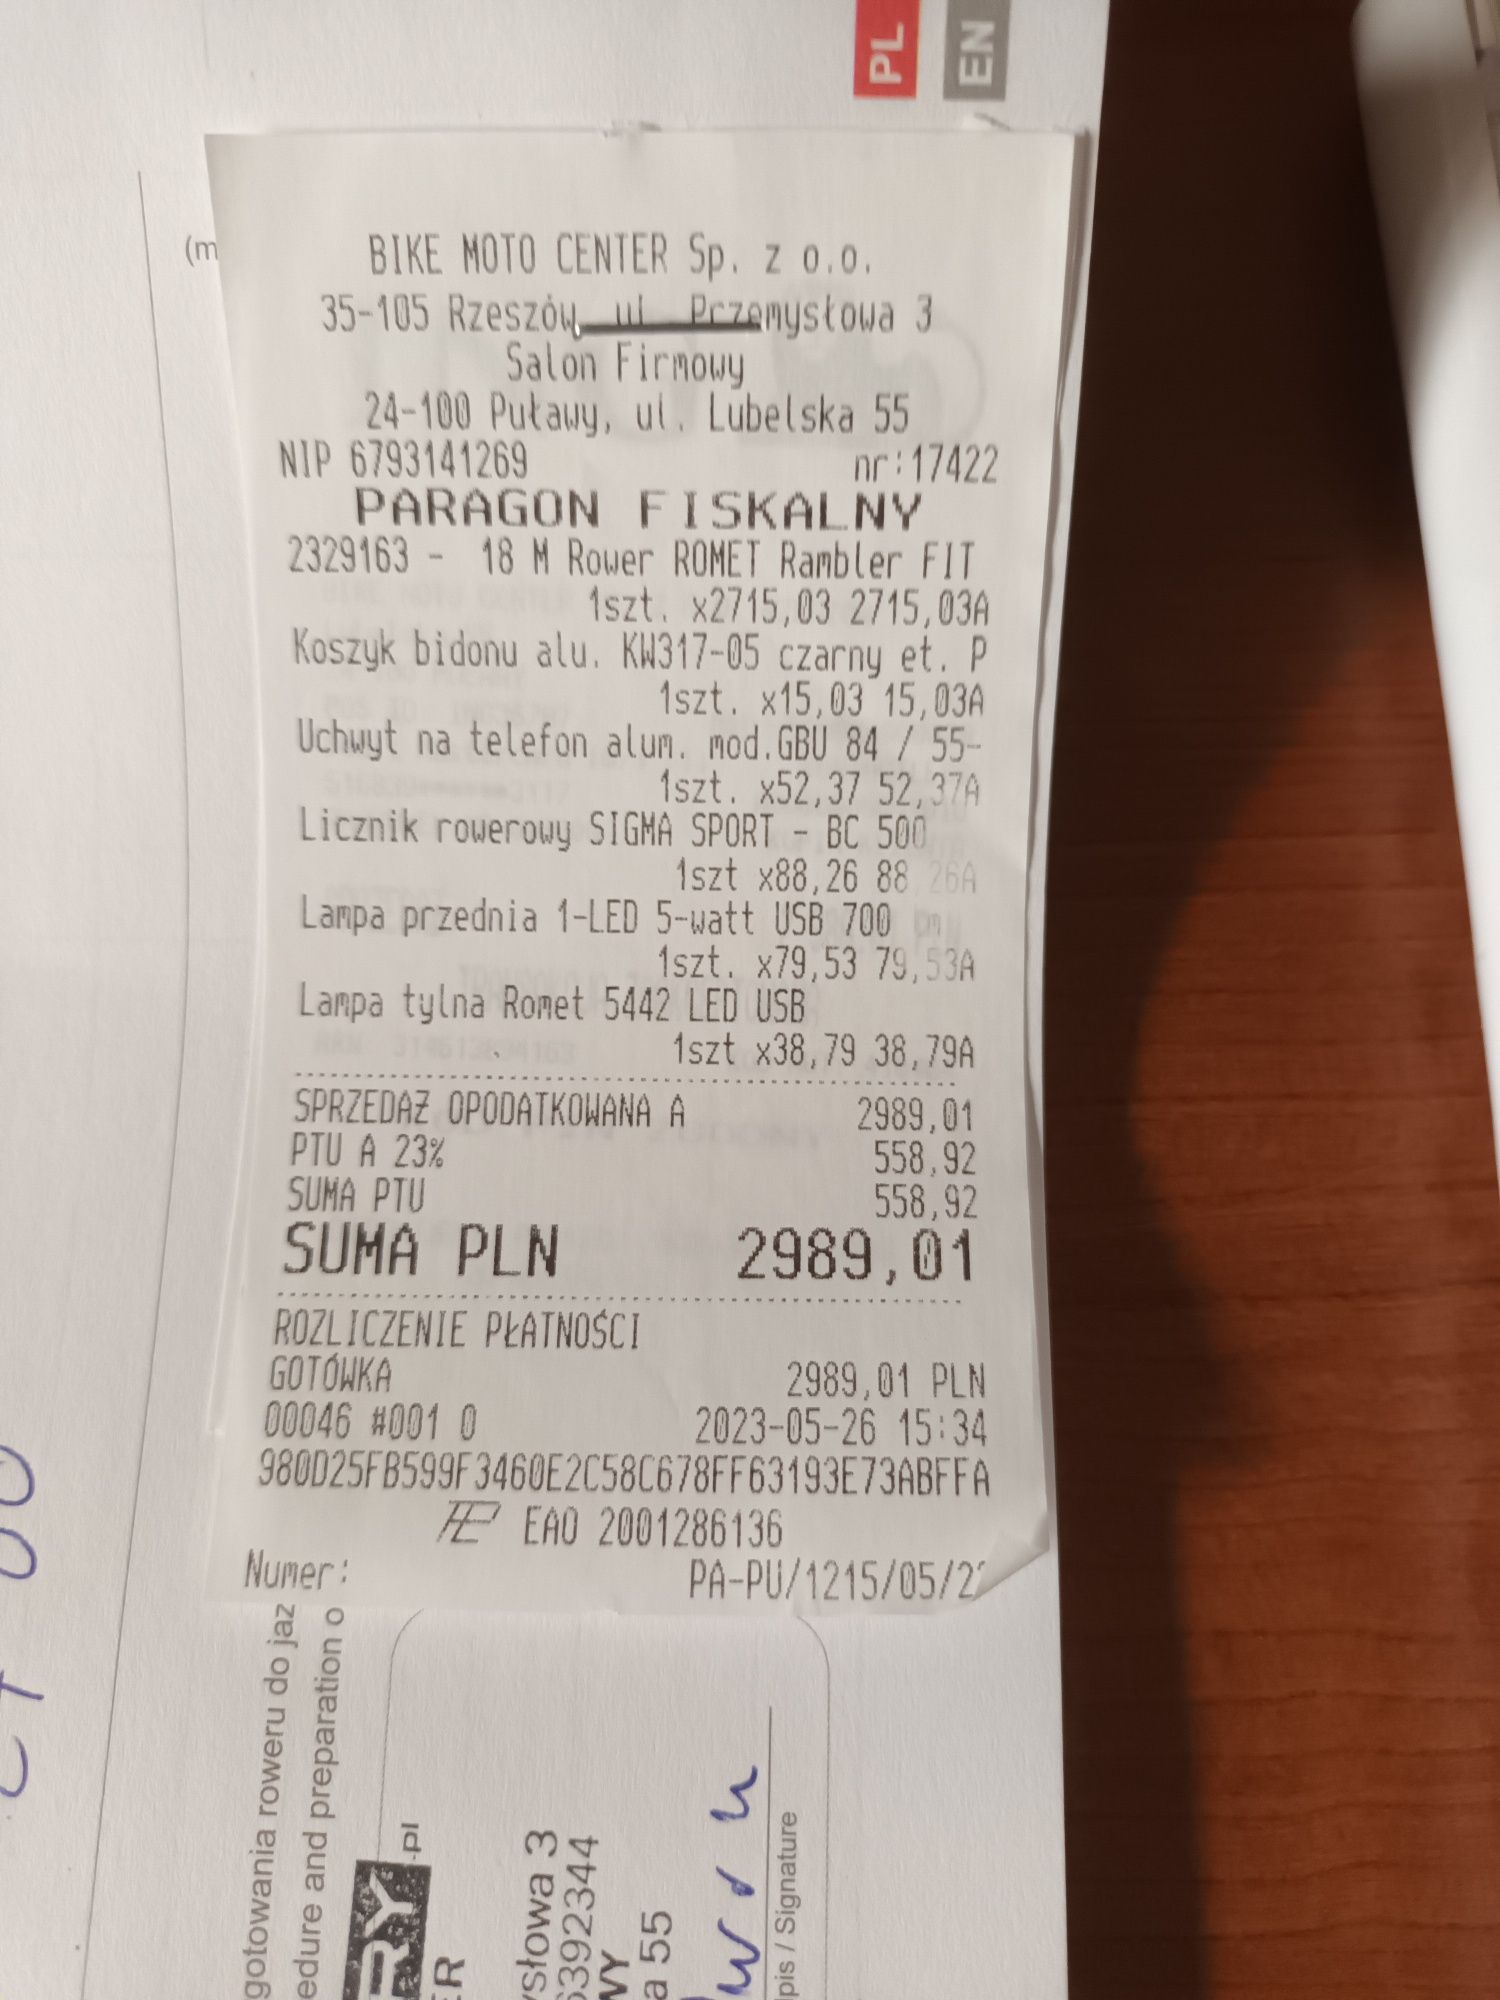 PL
EN
(m
BIKE MOTO CENTER Sp. z o.o.
35-105 Rzeszów, ul. Przemysłowa 3
Salon Firmowy
24-100 Puławy, ul. Lubelska 55
NIP 6793141269 nr:17422
PARAGON FISKALNY
2329163 - 18 M Rower ROMET Rambler FIT
1szt. x2715,03 2715,03A
Koszyk bidonu alu. KW317-05 czarny et. P
1szt. x15,03 15,03A
Uchwyt na telefon alum. mod.GBU 84 / 55-
1szt. x52,37 52,37A
Licznik rowerowy SIGMA SPORT - BC 500
1szt x88,26 88,26A
Lampa przednia 1-LED 5-watt USB 700
1szt. x79,53 79,53A
Lampa tylna Romet 5442 LED USB
1szt x38,79 38,79A
SPRZEDAŻ OPODATKOWANA A 2989,01
PTU A 23% 558,92
SUMA PTU 558,92
SUMA PLN 2989,01
ROZLICZENIE PŁATNOŚCI
GOTÓWKA 2989,01 PLN
00046 #001 0 2023-05-26 15:34
980D25FB599F3460E2C58C678FF63193E73ABFFA
EAO 2001286136
Numer: PA-PU/1215/05/2
gotowania roweru do jaz
edure and preparation o
RY
.pl
ER
ysłowa 3
6392344
WY
a 55
pis / Signature